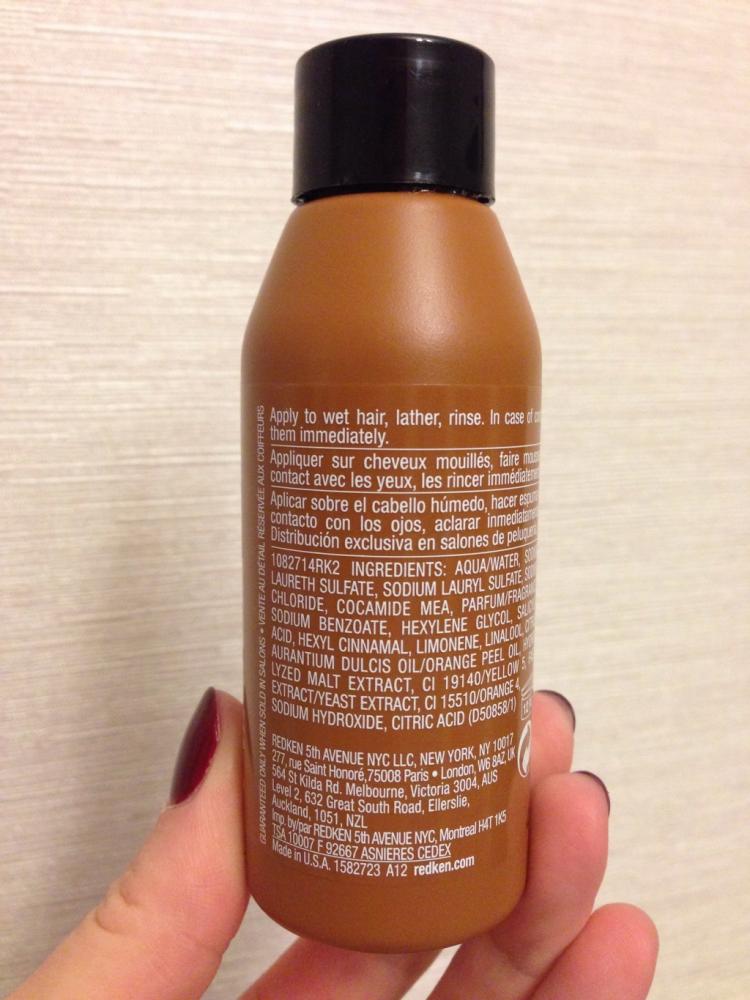 Apply to wet hair, lather, rinse. In case of
them immediately.
Appliquer sur cheveux mouillés, faire
contact avec les yeux, les rincer immédiatement
Aplicar sobre el cabello húmedo, hacer
contacto con los ojos, aclarar
Distribución exclusiva en salones de
1082714RK2 INGREDIENTS: AQUA/WATER,
LAURETH SULFATE, SODIUM LAURYL SULFATE,
CHLORIDE, COCAMIDE MEA,
SODIUM BENZOATE, HEXYLENE GLYCOL,
ACID, HEXYL CINNAMAL, LIMONENE, LINALOOL,
AURANTIUM DULCIS OIL/ORANGE PEEL OIL,
LYZED MALT EXTRACT, CI 19140/YELLOW 5,
EXTRACT/YEAST EXTRACT, CI 15510/ORANGE 4,
SODIUM HYDROXIDE, CITRIC ACID (D50858/1)
REDKEN 5th AVENUE NYC LLC, NEW YORK, NY 10017
277, rue Saint Honoré, 75008 Paris • London, W6 8AZ, UK
564 St Kilda Rd. Melbourne, Victoria 3004, AUS
Level 2, 632 Great South Road, Ellerslie,
Auckland, 1051, NZL
Imp. by/par REDKEN 5th AVENUE NYC, Montreal H4T 1K5
TSA 10007 F 92667 ASNIERES CEDEX
Made in U.S.A. 1582723 A12 redken.com
GUARANTEED ONLY WHEN SOLD IN SALONS • VENTE AU DÉTAIL RÉSERVÉE AUX COIFFEURS